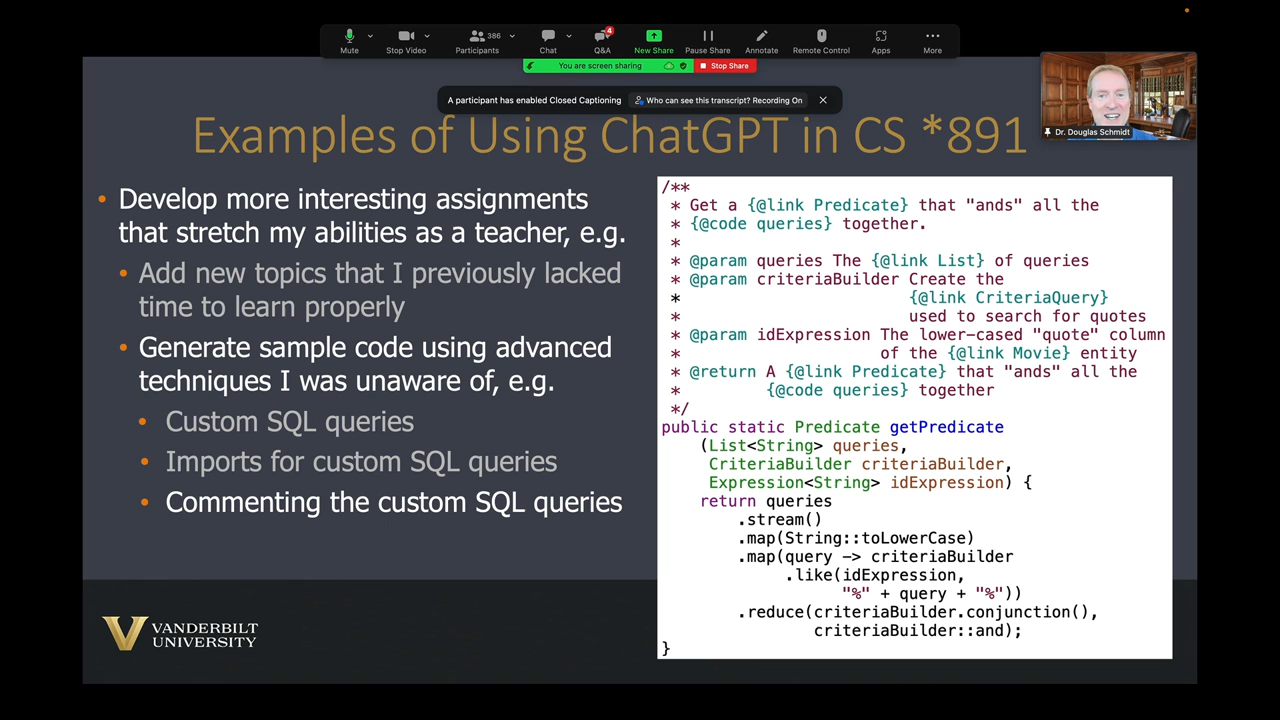 386
4
Mute
Stop Video
Participants
Chat
Q&A
New Share
Pause Share
Annotate
Remote Control
Apps
More
You are screen sharing
Stop Share
A participant has enabled Closed Captioning
Who can see this transcript? Recording On
Dr. Douglas Schmidt
Examples of Using ChatGPT in CS *891
• Develop more interesting assignments
that stretch my abilities as a teacher, e.g.
• Add new topics that I previously lacked
time to learn properly
• Generate sample code using advanced
techniques I was unaware of, e.g.
• Custom SQL queries
• Imports for custom SQL queries
• Commenting the custom SQL queries
/**
* Get a {@link Predicate} that "ands" all the
* {@code queries} together.
*
* @param queries The {@link List} of queries
* @param criteriaBuilder Create the
* {@link CriteriaQuery}
* used to search for quotes
* @param idExpression The lower-cased "quote" column
* of the {@link Movie} entity
* @return A {@link Predicate} that "ands" all the
* {@code queries} together
*/
public static Predicate getPredicate
(List<String> queries,
CriteriaBuilder criteriaBuilder,
Expression<String> idExpression) {
return queries
.stream()
.map(String::toLowerCase)
.map(query -> criteriaBuilder
.like(idExpression,
"%" + query + "%"))
.reduce(criteriaBuilder.conjunction(),
criteriaBuilder::and);
}
VANDERBILT
UNIVERSITY